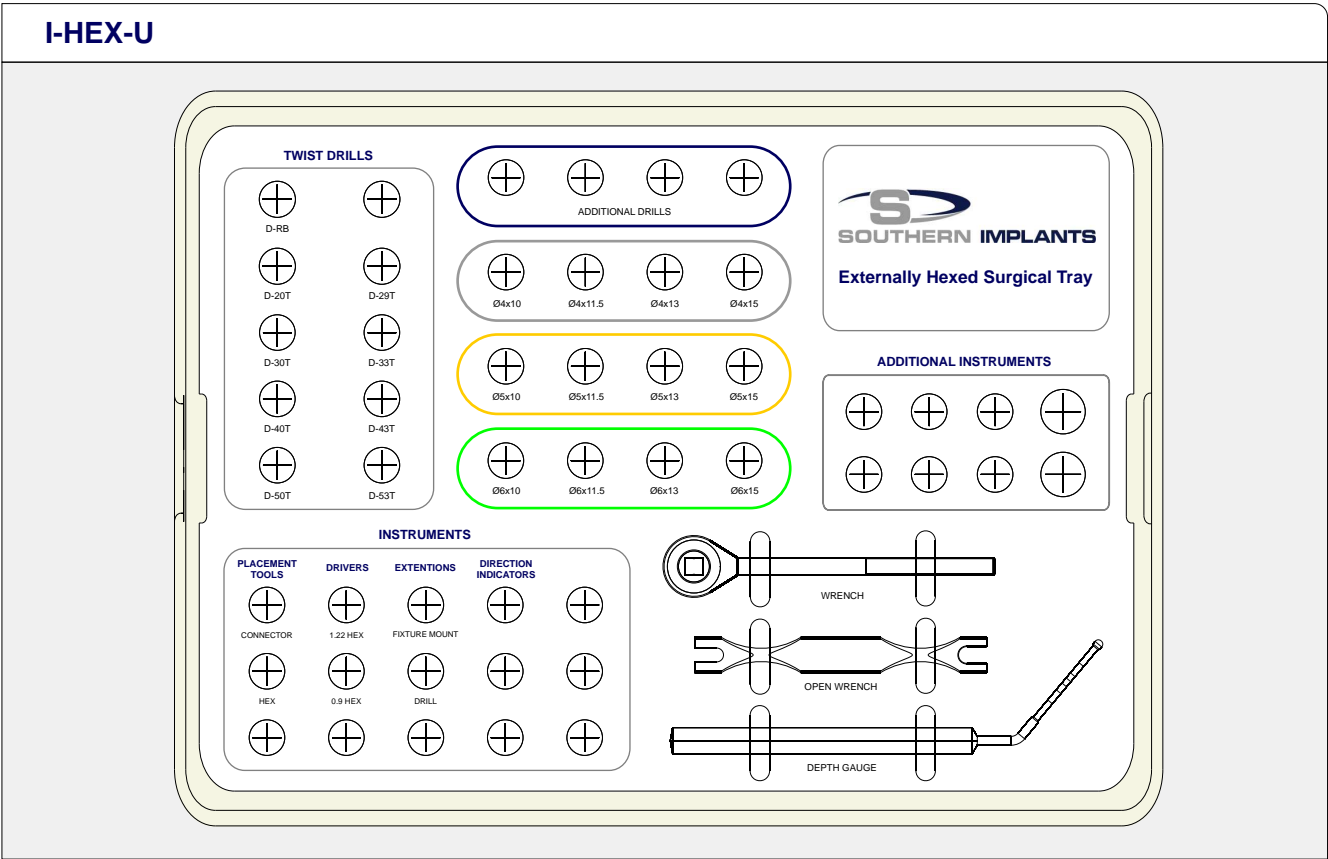 I-HEX-U
TWIST DRILLS
D-RB
D-20T D-29T
D-30T D-33T
D-40T D-43T
D-50T D-53T
ADDITIONAL DRILLS
Ø4x10 Ø4x11.5 Ø4x13 Ø4x15
Ø5x10 Ø5x11.5 Ø5x13 Ø5x15
Ø6x10 Ø6x11.5 Ø6x13 Ø6x15
S
SOUTHERN IMPLANTS
Externally Hexed Surgical Tray
ADDITIONAL INSTRUMENTS
INSTRUMENTS
PLACEMENT
TOOLS
DRIVERS
EXTENTIONS
DIRECTION
INDICATORS
CONNECTOR 1.22 HEX FIXTURE MOUNT
HEX 0.9 HEX DRILL
WRENCH
OPEN WRENCH
DEPTH GAUGE